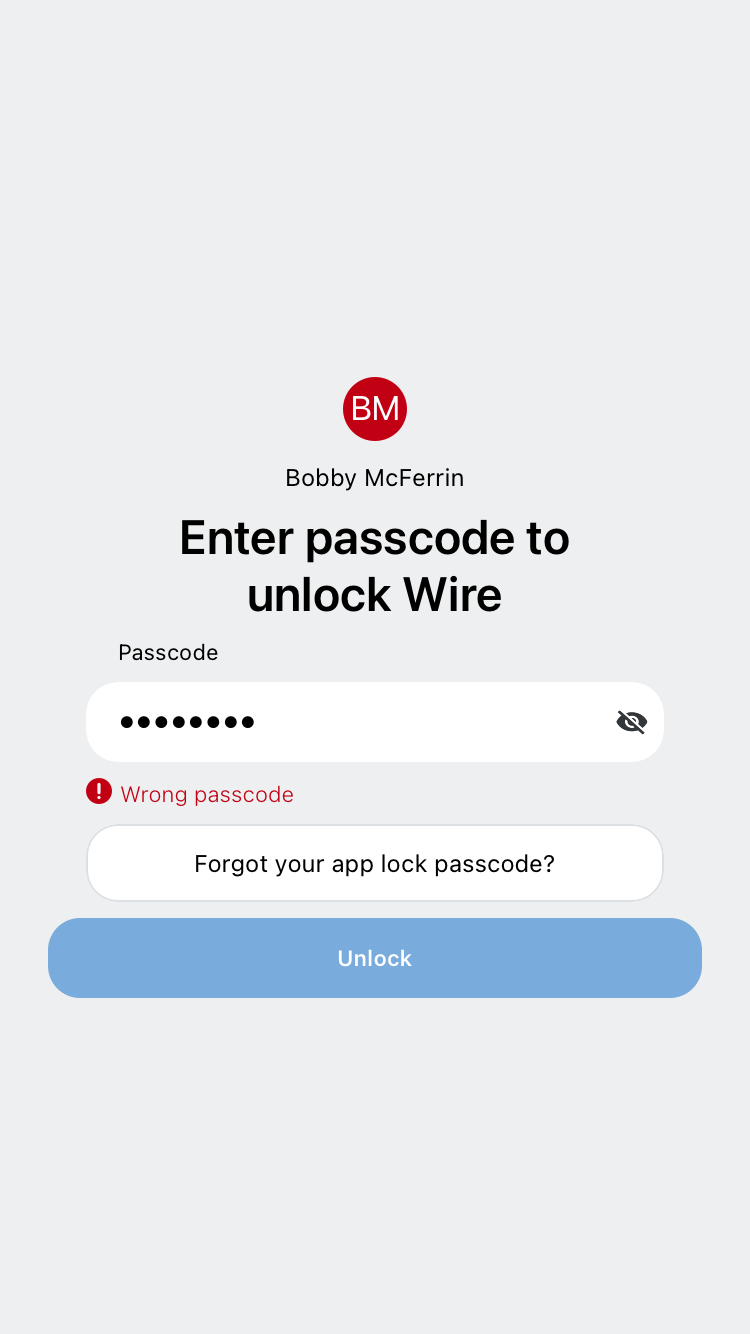 BM
Bobby McFerrin
Enter passcode to
unlock Wire
Passcode
••••••••
Wrong passcode
Forgot your app lock passcode?
Unlock